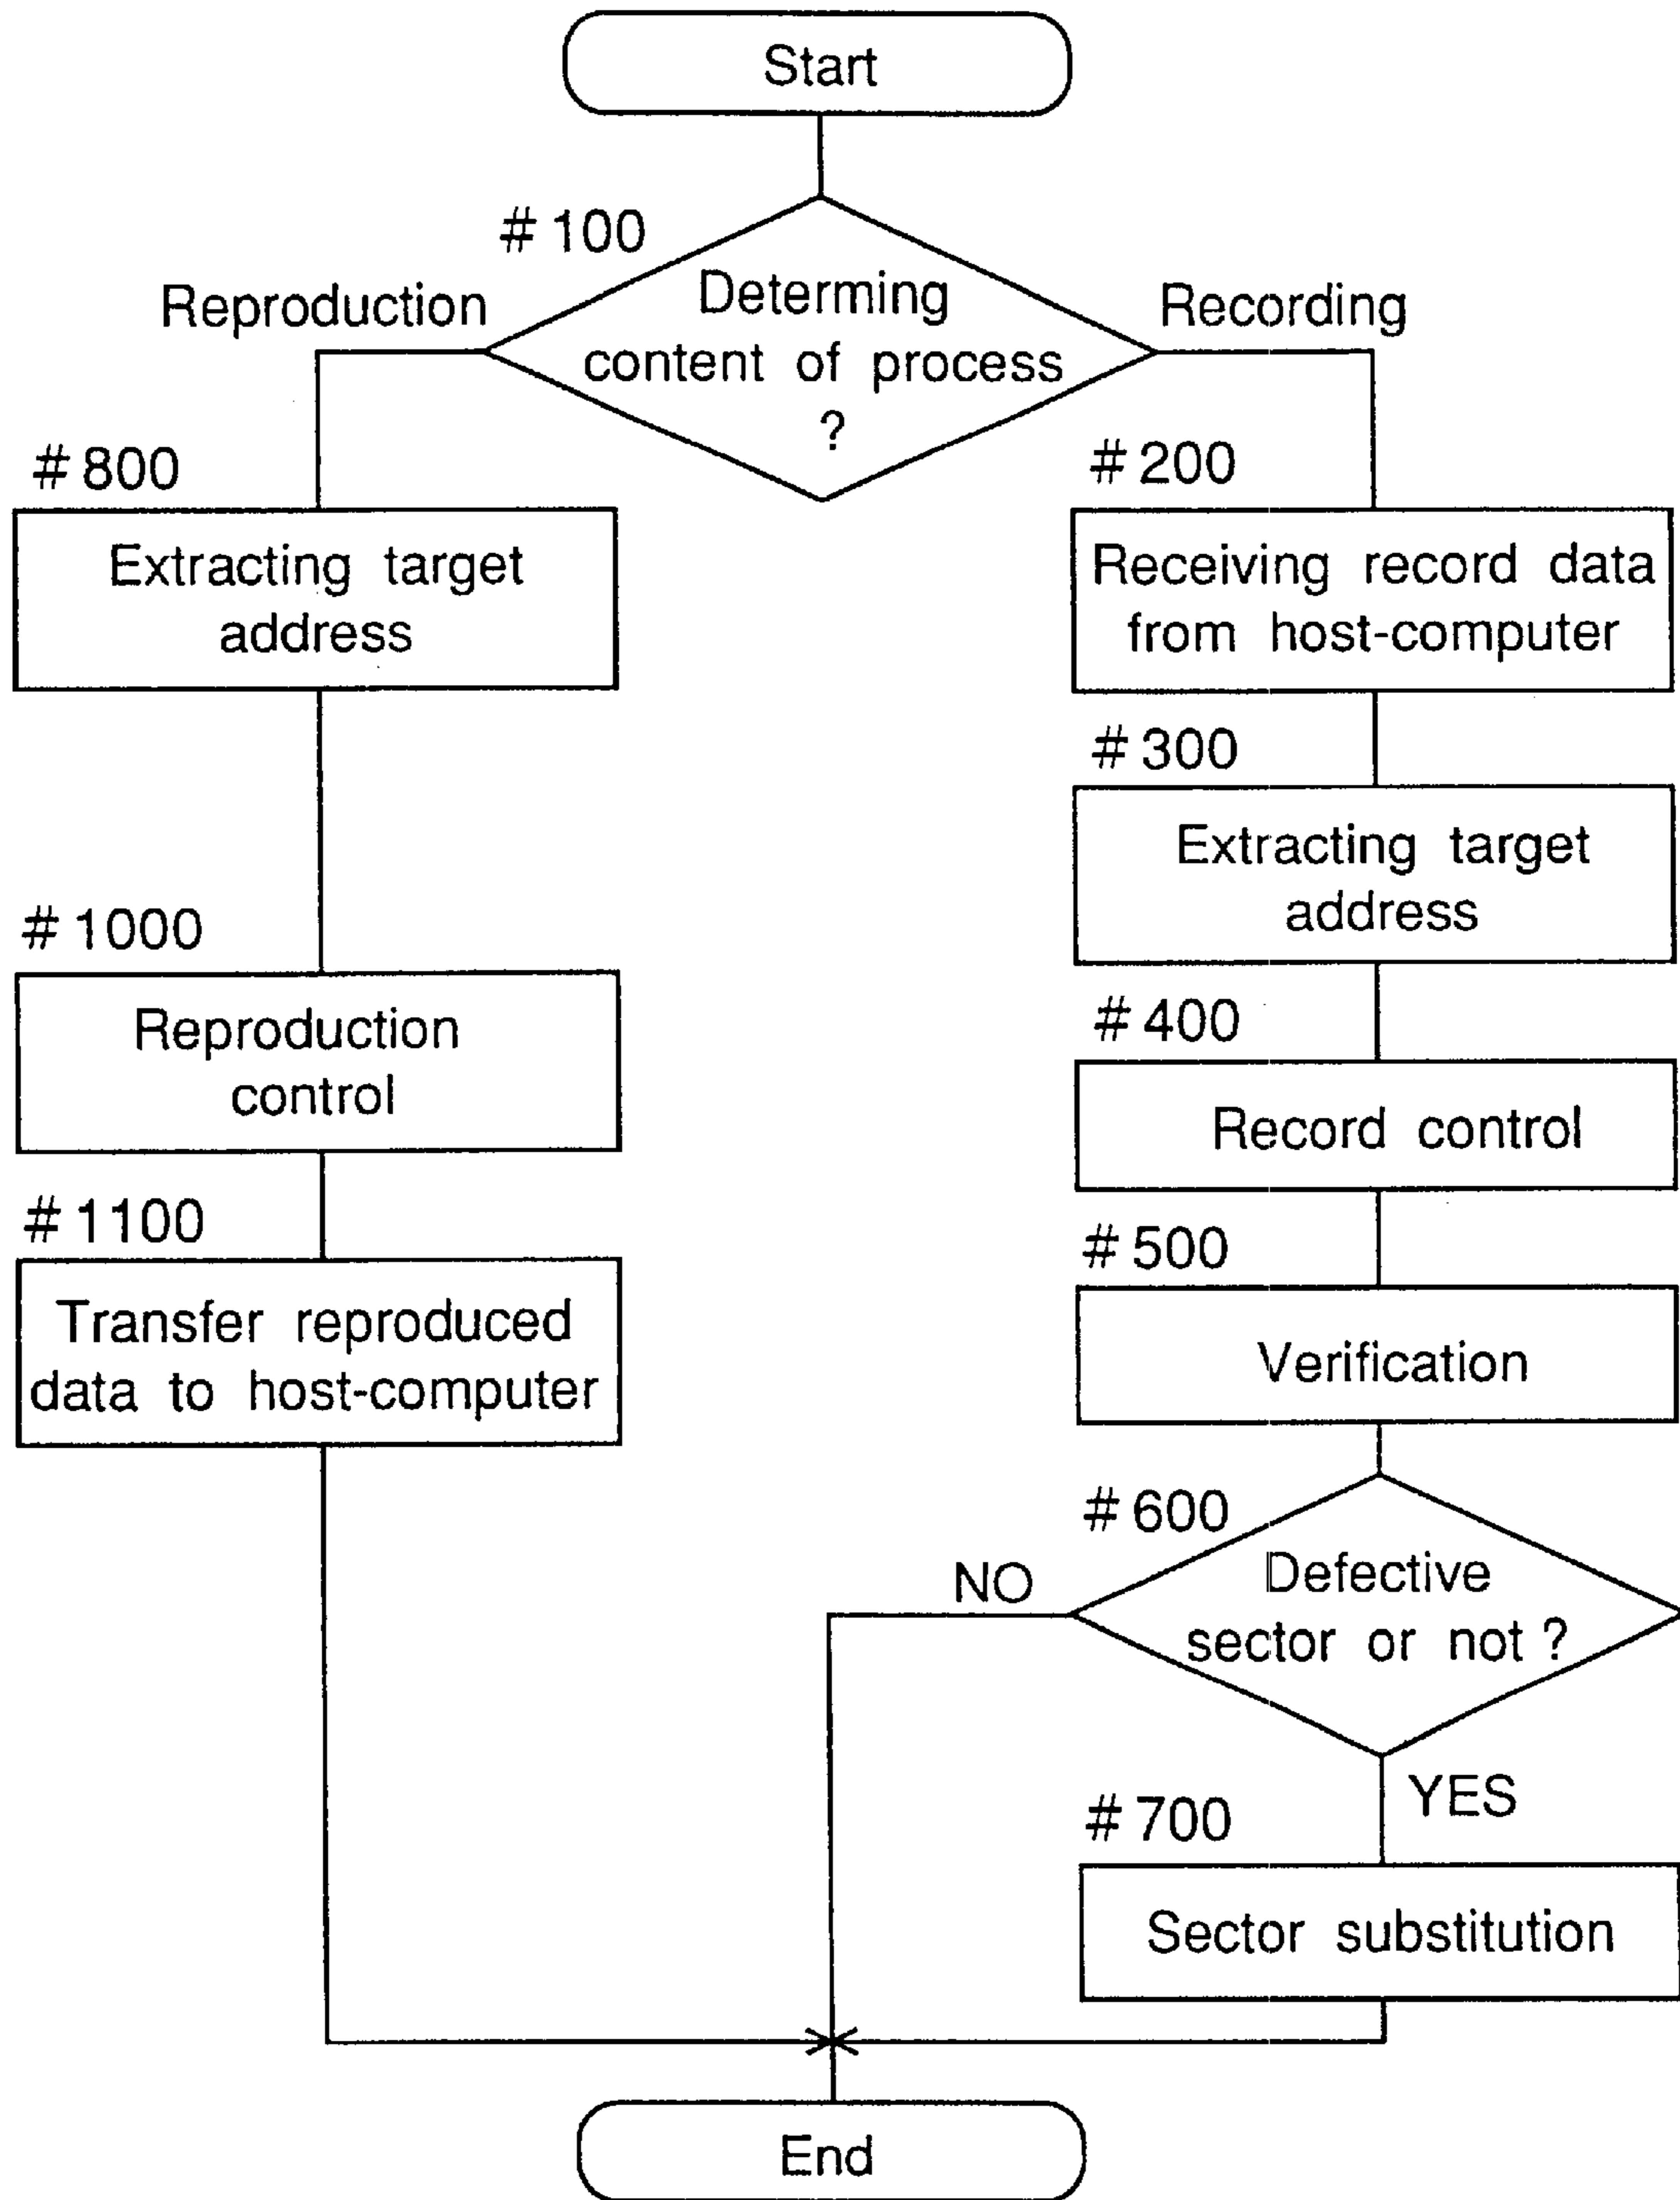 Start
# 100
Reproduction
Determing
content of process
?
Recording
# 800
Extracting target
address
# 1000
Reproduction
control
# 1100
Transfer reproduced
data to host-computer
# 200
Receiving record data
from host-computer
# 300
Extracting target
address
# 400
Record control
# 500
Verification
# 600
NO
Defective
sector or not ?
YES
# 700
Sector substitution
End